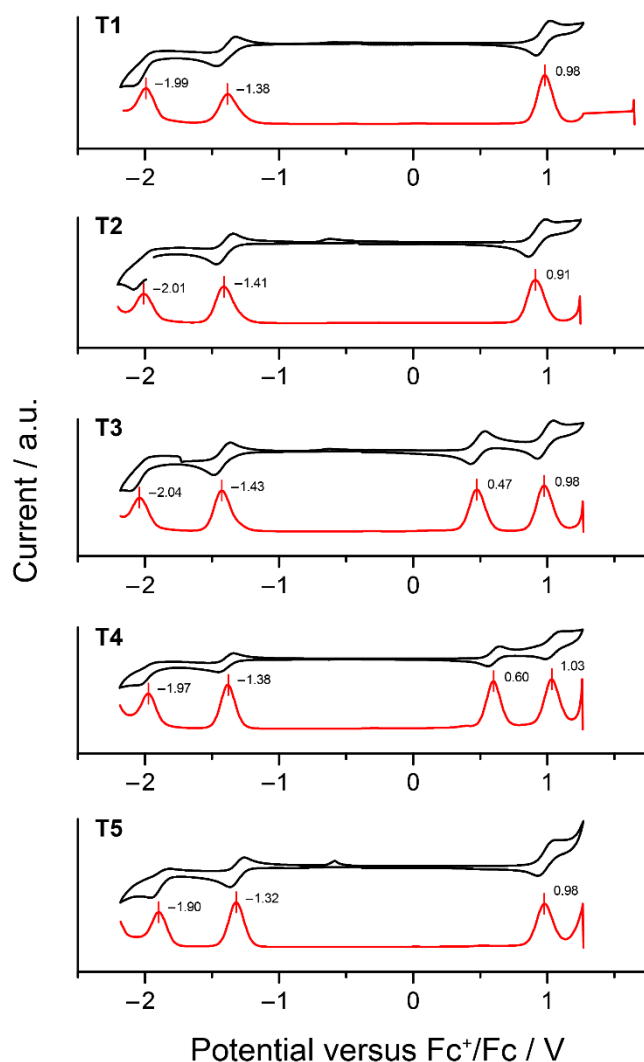 T1
−1.99
−1.38
0.98
−2 −1 0 1
T2
−2.01
−1.41
0.91
−2 −1 0 1
T3
−2.04
−1.43
0.47
0.98
−2 −1 0 1
T4
−1.97
−1.38
0.60
1.03
−2 −1 0 1
T5
−1.90
−1.32
0.98
−2 −1 0 1
Current / a.u.
Potential versus Fc⁺/Fc / V